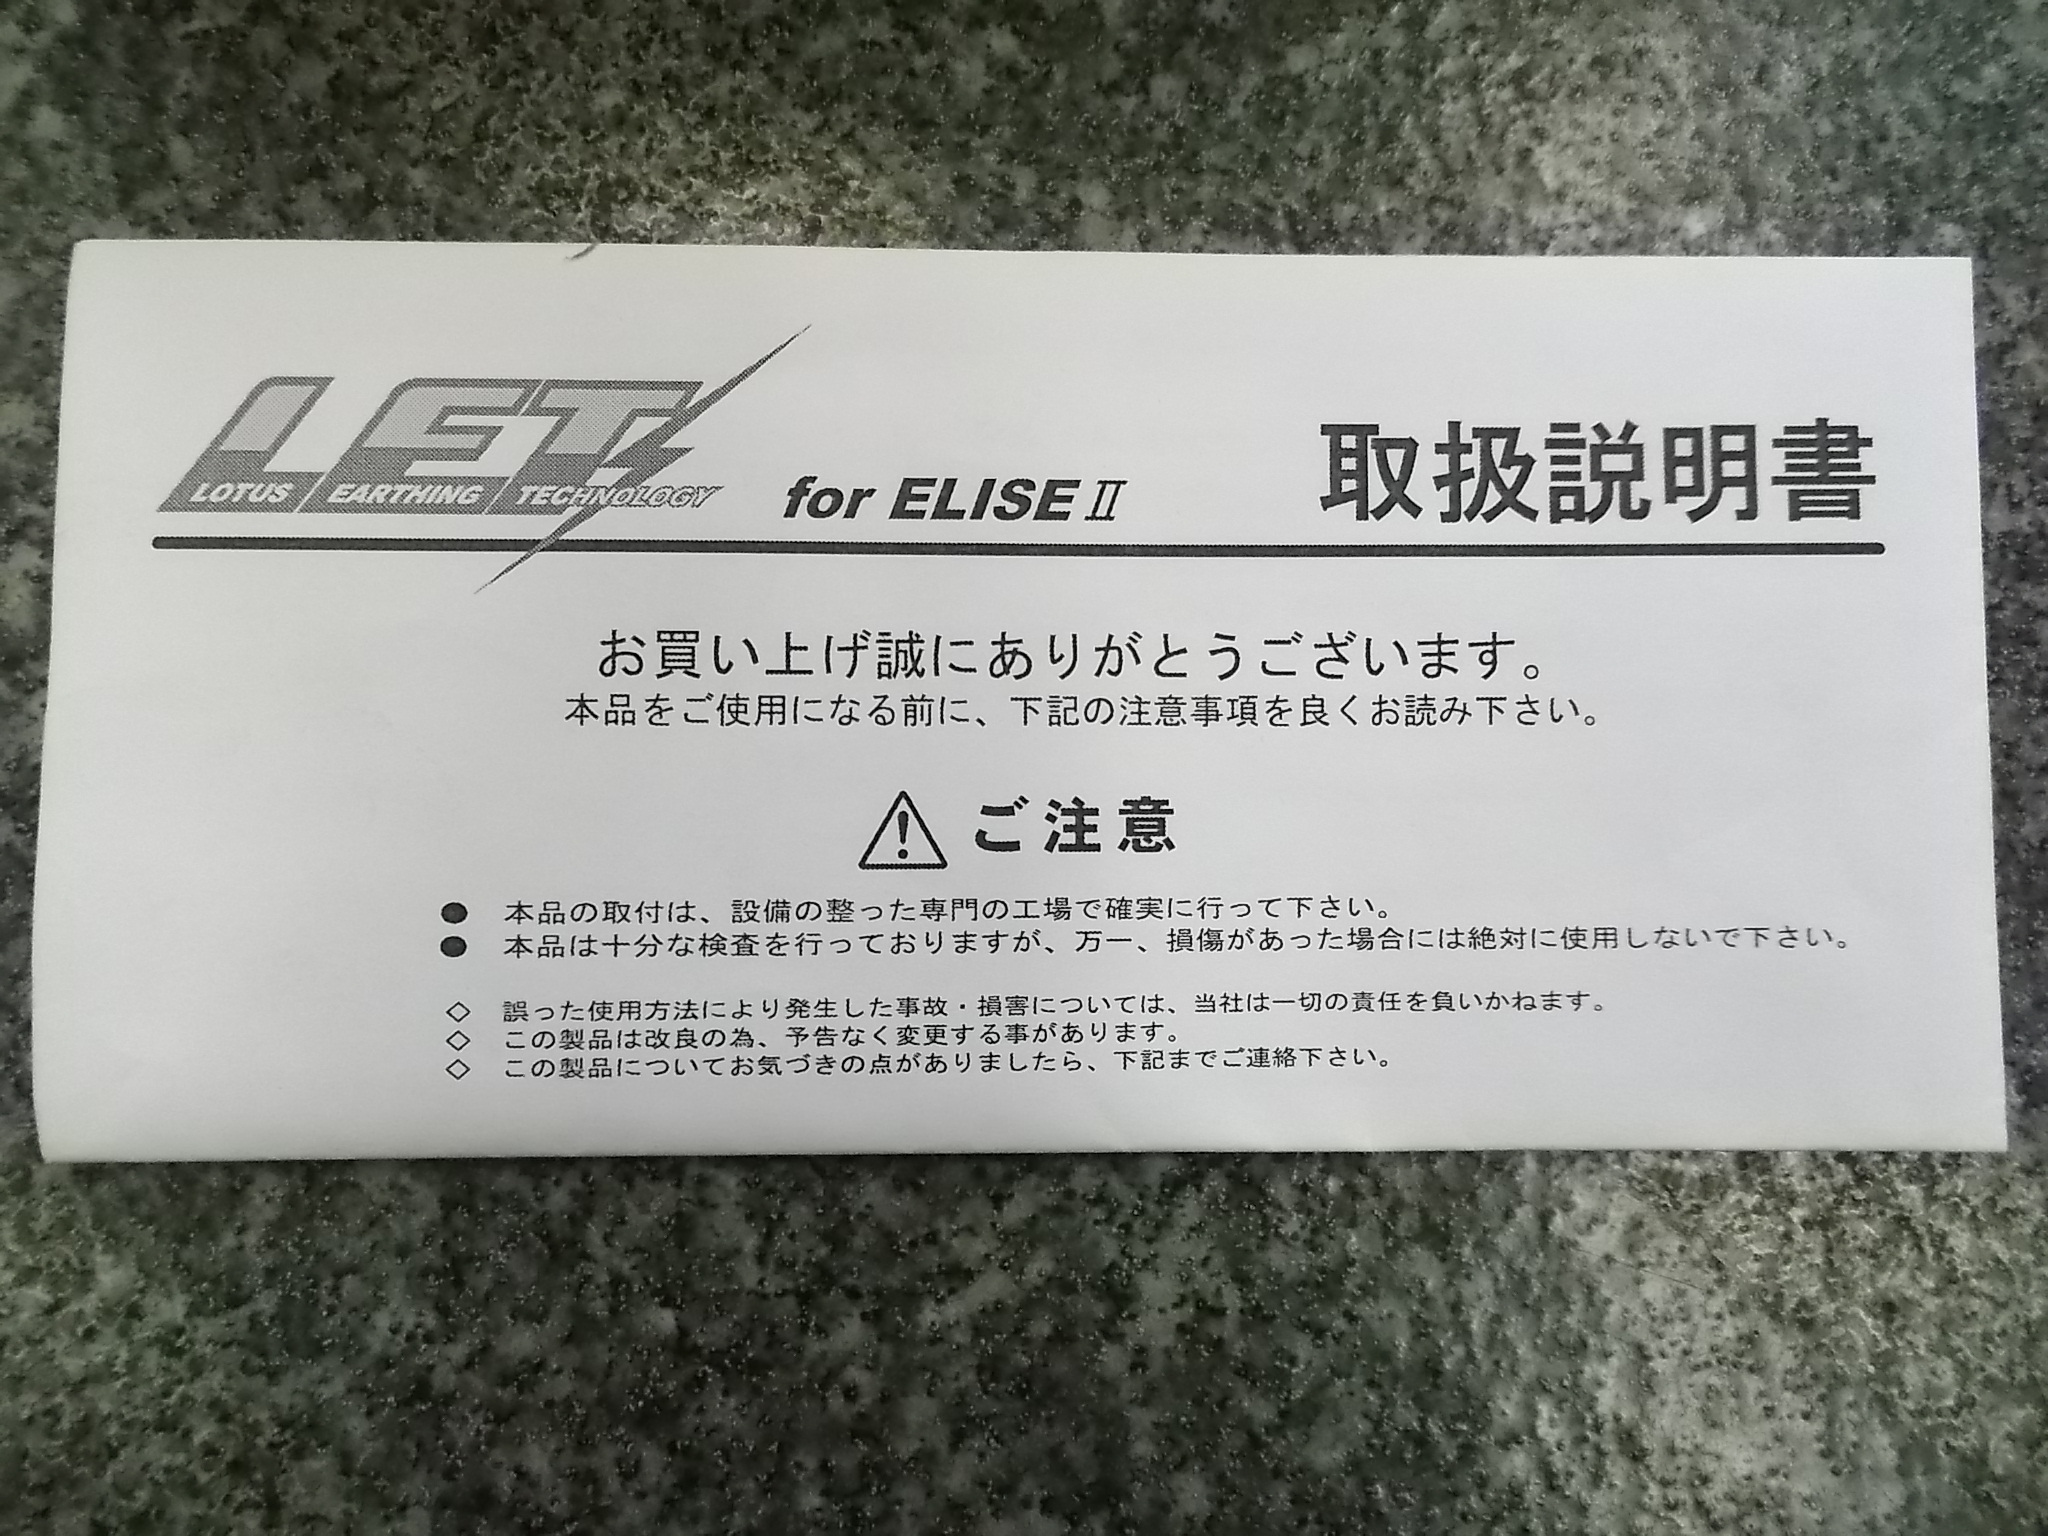 LET
LOTUS EARTHING TECHNOLOGY
for ELISE Ⅱ
取扱説明書
お買い上げ誠にありがとうございます。
本品をご使用になる前に、下記の注意事項を良くお読み下さい。
ご注意
● 本品の取付は、設備の整った専門の工場で確実に行って下さい。
● 本品は十分な検査を行っておりますが、万一、損傷があった場合には絶対に使用しないで下さい。
◇ 誤った使用方法により発生した事故・損害については、当社は一切の責任を負いかねます。
◇ この製品は改良の為、予告なく変更する事があります。
◇ この製品についてお気づきの点がありましたら、下記までご連絡下さい。